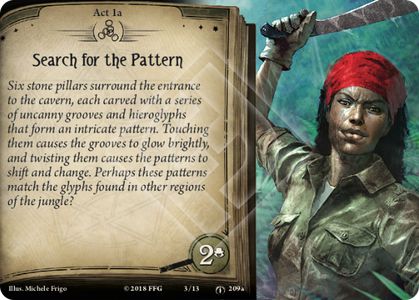 Act 1a
Search for the Pattern
Six stone pillars surround the entrance
to the cavern, each carved with a series
of uncanny grooves and hieroglyphs
that form an intricate pattern. Touching
them causes the grooves to glow brightly,
and twisting them causes the patterns to
shift and change. Perhaps these patterns
match the glyphs found in other regions
of the jungle?
2
Illus. Michele Frigo
© 2018 FFG
3/13
209a